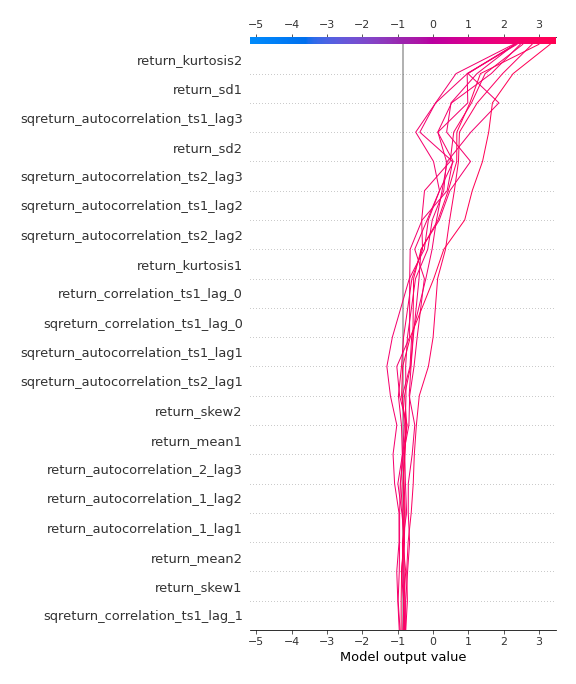 −5 −4 −3 −2 −1 0 1 2 3
return_kurtosis2
return_sd1
sqreturn_autocorrelation_ts1_lag3
return_sd2
sqreturn_autocorrelation_ts2_lag3
sqreturn_autocorrelation_ts1_lag2
sqreturn_autocorrelation_ts2_lag2
return_kurtosis1
return_correlation_ts1_lag_0
sqreturn_correlation_ts1_lag_0
sqreturn_autocorrelation_ts1_lag1
sqreturn_autocorrelation_ts2_lag1
return_skew2
return_mean1
return_autocorrelation_2_lag3
return_autocorrelation_1_lag2
return_autocorrelation_1_lag1
return_mean2
return_skew1
sqreturn_correlation_ts1_lag_1
−5 −4 −3 −2 −1 0 1 2 3
Model output value